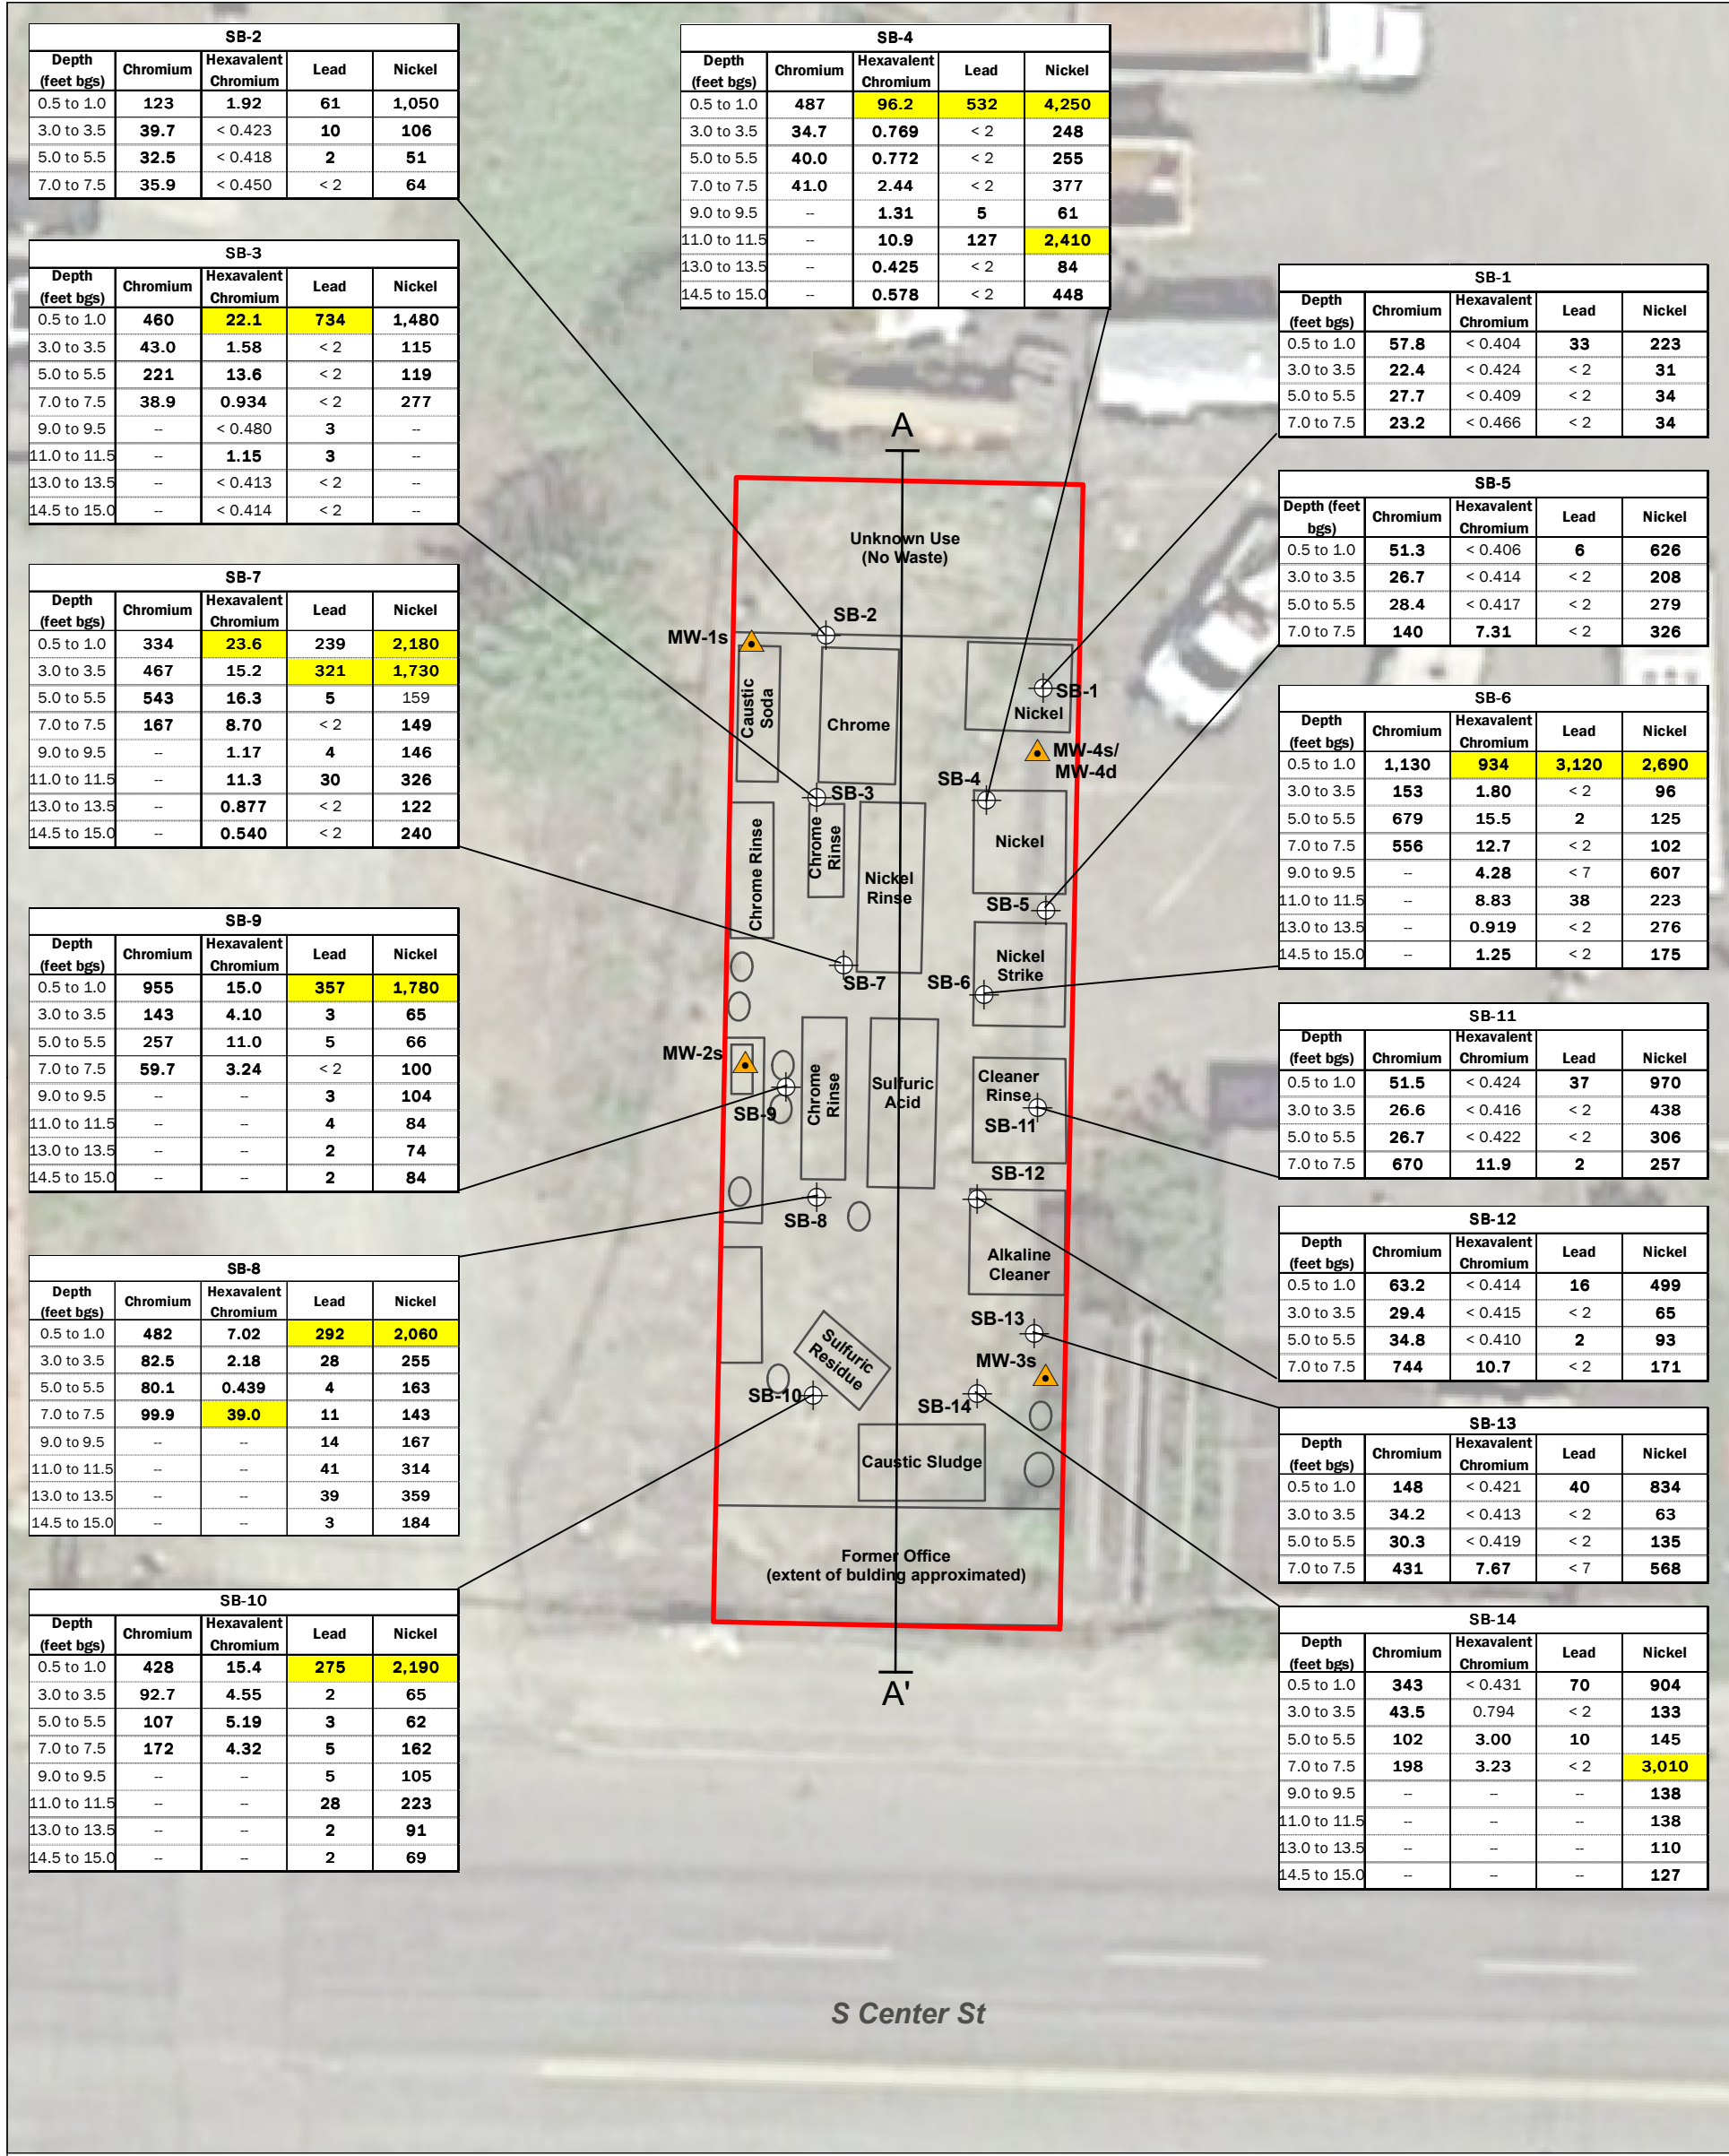 SB-2
Depth (feet bgs) Chromium Hexavalent Chromium Lead Nickel
0.5 to 1.0 123 1.92 61 1,050
3.0 to 3.5 39.7 < 0.423 10 106
5.0 to 5.5 32.5 < 0.418 2 51
7.0 to 7.5 35.9 < 0.450 < 2 64
SB-4
Depth (feet bgs) Chromium Hexavalent Chromium Lead Nickel
0.5 to 1.0 487 96.2 532 4,250
3.0 to 3.5 34.7 0.769 < 2 248
5.0 to 5.5 40.0 0.772 < 2 255
7.0 to 7.5 41.0 2.44 < 2 377
9.0 to 9.5 -- 1.31 5 61
11.0 to 11.5 -- 10.9 127 2,410
13.0 to 13.5 -- 0.425 < 2 84
14.5 to 15.0 -- 0.578 < 2 448
SB-3
Depth (feet bgs) Chromium Hexavalent Chromium Lead Nickel
0.5 to 1.0 460 22.1 734 1,480
3.0 to 3.5 43.0 1.58 < 2 115
5.0 to 5.5 221 13.6 < 2 119
7.0 to 7.5 38.9 0.934 < 2 277
9.0 to 9.5 -- < 0.480 3 --
11.0 to 11.5 -- 1.15 3 --
13.0 to 13.5 -- < 0.413 < 2 --
14.5 to 15.0 -- < 0.414 < 2 --
SB-7
Depth (feet bgs) Chromium Hexavalent Chromium Lead Nickel
0.5 to 1.0 334 23.6 239 2,180
3.0 to 3.5 467 15.2 321 1,730
5.0 to 5.5 543 16.3 5 159
7.0 to 7.5 167 8.70 < 2 149
9.0 to 9.5 -- 1.17 4 146
11.0 to 11.5 -- 11.3 30 326
13.0 to 13.5 -- 0.877 < 2 122
14.5 to 15.0 -- 0.540 < 2 240
SB-9
Depth (feet bgs) Chromium Hexavalent Chromium Lead Nickel
0.5 to 1.0 955 15.0 357 1,780
3.0 to 3.5 143 4.10 3 65
5.0 to 5.5 257 11.0 5 66
7.0 to 7.5 59.7 3.24 < 2 100
9.0 to 9.5 -- -- 3 104
11.0 to 11.5 -- -- 4 84
13.0 to 13.5 -- -- 2 74
14.5 to 15.0 -- -- 2 84
SB-8
Depth (feet bgs) Chromium Hexavalent Chromium Lead Nickel
0.5 to 1.0 482 7.02 292 2,060
3.0 to 3.5 82.5 2.18 28 255
5.0 to 5.5 80.1 0.439 4 163
7.0 to 7.5 99.9 39.0 11 143
9.0 to 9.5 -- -- 14 167
11.0 to 11.5 -- -- 41 314
13.0 to 13.5 -- -- 39 359
14.5 to 15.0 -- -- 3 184
SB-10
Depth (feet bgs) Chromium Hexavalent Chromium Lead Nickel
0.5 to 1.0 428 15.4 275 2,190
3.0 to 3.5 92.7 4.55 2 65
5.0 to 5.5 107 5.19 3 62
7.0 to 7.5 172 4.32 5 162
9.0 to 9.5 -- -- 5 105
11.0 to 11.5 -- -- 28 223
13.0 to 13.5 -- -- 2 91
14.5 to 15.0 -- -- 2 69
A
Unknown Use
(No Waste)
SB-2
MW-1s
Caustic
Soda
Chrome
SB-1
Nickel
MW-4s/
MW-4d
SB-4
SB-3
Chrome Rinse
Chrome
Rinse
Nickel
Rinse
Nickel
SB-5
Nickel
Strike
SB-7
SB-6
MW-2s
SB-9
Chrome
Rinse
Sulfuric
Acid
Cleaner
Rinse
SB-11
SB-12
SB-8
Alkaline
Cleaner
SB-13
MW-3s
Sulfuric
Residue
SB-10
SB-14
Caustic Sludge
Former Office
(extent of bulding approximated)
A'
S Center St
SB-1
Depth (feet bgs) Chromium Hexavalent Chromium Lead Nickel
0.5 to 1.0 57.8 < 0.404 33 223
3.0 to 3.5 22.4 < 0.424 < 2 31
5.0 to 5.5 27.7 < 0.409 < 2 34
7.0 to 7.5 23.2 < 0.466 < 2 34
SB-5
Depth (feet bgs) Chromium Hexavalent Chromium Lead Nickel
0.5 to 1.0 51.3 < 0.406 6 626
3.0 to 3.5 26.7 < 0.414 < 2 208
5.0 to 5.5 28.4 < 0.417 < 2 279
7.0 to 7.5 140 7.31 < 2 326
SB-6
Depth (feet bgs) Chromium Hexavalent Chromium Lead Nickel
0.5 to 1.0 1,130 934 3,120 2,690
3.0 to 3.5 153 1.80 < 2 96
5.0 to 5.5 679 15.5 2 125
7.0 to 7.5 556 12.7 < 2 102
9.0 to 9.5 -- 4.28 < 7 607
11.0 to 11.5 -- 8.83 38 223
13.0 to 13.5 -- 0.919 < 2 276
14.5 to 15.0 -- 1.25 < 2 175
SB-11
Depth (feet bgs) Chromium Hexavalent Chromium Lead Nickel
0.5 to 1.0 51.5 < 0.424 37 970
3.0 to 3.5 26.6 < 0.416 < 2 438
5.0 to 5.5 26.7 < 0.422 < 2 306
7.0 to 7.5 670 11.9 2 257
SB-12
Depth (feet bgs) Chromium Hexavalent Chromium Lead Nickel
0.5 to 1.0 63.2 < 0.414 16 499
3.0 to 3.5 29.4 < 0.415 < 2 65
5.0 to 5.5 34.8 < 0.410 2 93
7.0 to 7.5 744 10.7 < 2 171
SB-13
Depth (feet bgs) Chromium Hexavalent Chromium Lead Nickel
0.5 to 1.0 148 < 0.421 40 834
3.0 to 3.5 34.2 < 0.413 < 2 63
5.0 to 5.5 30.3 < 0.419 < 2 135
7.0 to 7.5 431 7.67 < 7 568
SB-14
Depth (feet bgs) Chromium Hexavalent Chromium Lead Nickel
0.5 to 1.0 343 < 0.431 70 904
3.0 to 3.5 43.5 0.794 < 2 133
5.0 to 5.5 102 3.00 10 145
7.0 to 7.5 198 3.23 < 2 3,010
9.0 to 9.5 -- -- -- 138
11.0 to 11.5 -- -- -- 138
13.0 to 13.5 -- -- -- 110
14.5 to 15.0 -- -- -- 127